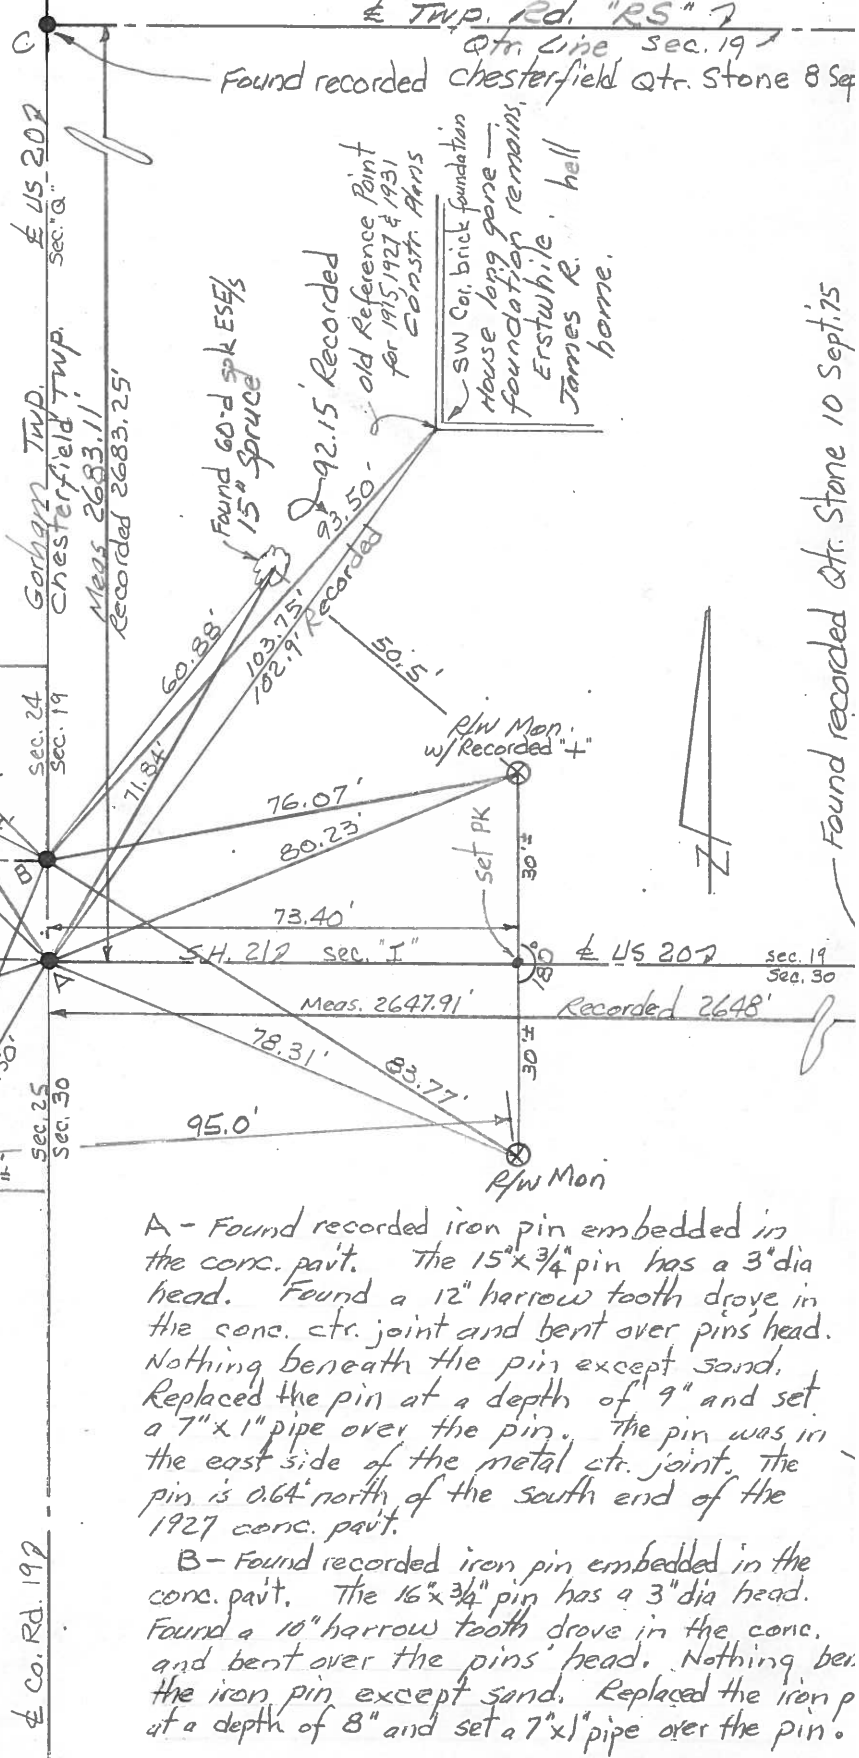 ℄ Twp. Rd. "RS"
Qtr. Line Sec. 19
C
Found recorded Chesterfield Qtr. Stone 8 Sep
℄ US 20
Sec. "Q"
Gorham Twp.
Chesterfield Twp.
Meas 2683.11'
Recorded 2683.25'
Found 60-d spk ESE/s
15" Spruce
92.15' Recorded
old Reference Point
for 1915, 1927 & 1931
Constr. Plans
SW Cor. brick foundation
House long gone —
foundation remains,
Erstwhile
James R. hell
home.
93.50'
60.88'
103.75'
102.9' Recorded
71.84'
50.5'
Found recorded Qtr. Stone 10 Sept. 75
Sec. 24
Sec. 19
R/W Mon.
w/ Recorded "+"
76.07'
80.23'
B
Set PK
30'±
Z
73.40'
S.H. 212 Sec. "I"
180°
℄ US 20
Sec. 19
Sec. 30
A
Meas. 2647.91'
Recorded 2648'
78.31'
83.77'
30'±
Sec. 25
Sec. 30
95.0'
R/W Mon
A - Found recorded iron pin embedded in
the conc. pav't. The 15" x 3/4" pin has a 3" dia
head. Found a 12" harrow tooth drove in
the conc. ctr. joint and bent over pins' head.
Nothing beneath the pin except sand.
Replaced the pin at a depth of 9" and set
a 7" x 1" pipe over the pin. The pin was in
the east side of the metal ctr. joint. The
pin is 0.64' north of the south end of the
1927 conc. pav't.
B - Found recorded iron pin embedded in the
conc. pav't. The 16" x 3/4" pin has a 3" dia head.
Found a 10" harrow tooth drove in the conc.
and bent over the pins' head. Nothing ben
the iron pin except sand. Replaced the iron p
at a depth of 8" and set a 7" x 1" pipe over the pin.
℄ Co. Rd. 19